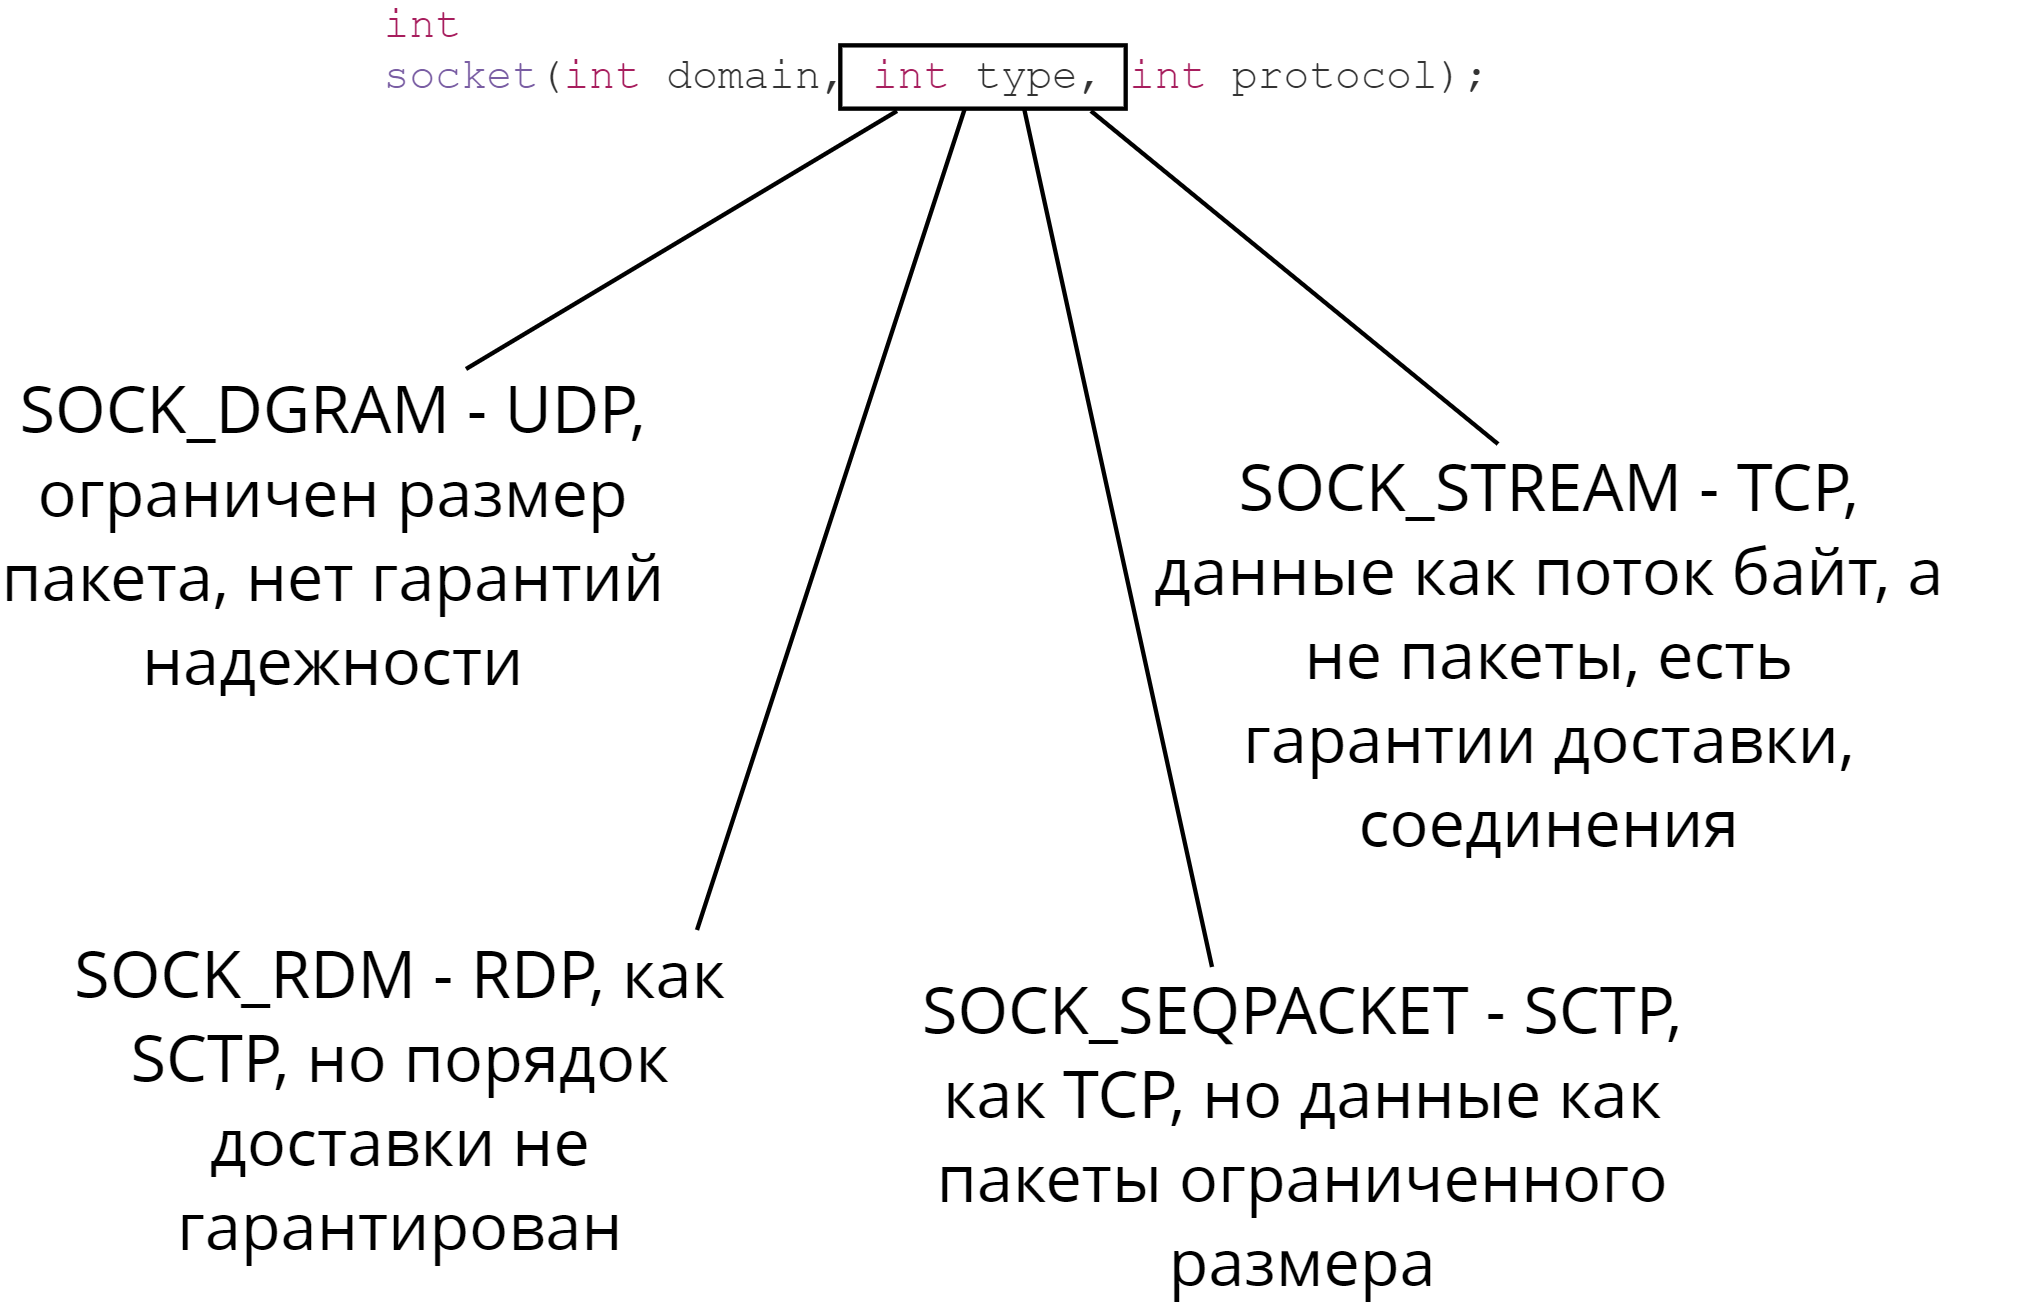 int
socket(int domain, int type, int protocol);
SOCK_DGRAM - UDP,
ограничен размер
пакета, нет гарантий
надежности
SOCK_STREAM - TCP,
данные как поток байт, а
не пакеты, есть
гарантии доставки,
соединения
SOCK_RDM - RDP, как
SCTP, но порядок
доставки не
гарантирован
SOCK_SEQPACKET - SCTP,
как TCP, но данные как
пакеты ограниченного
размера